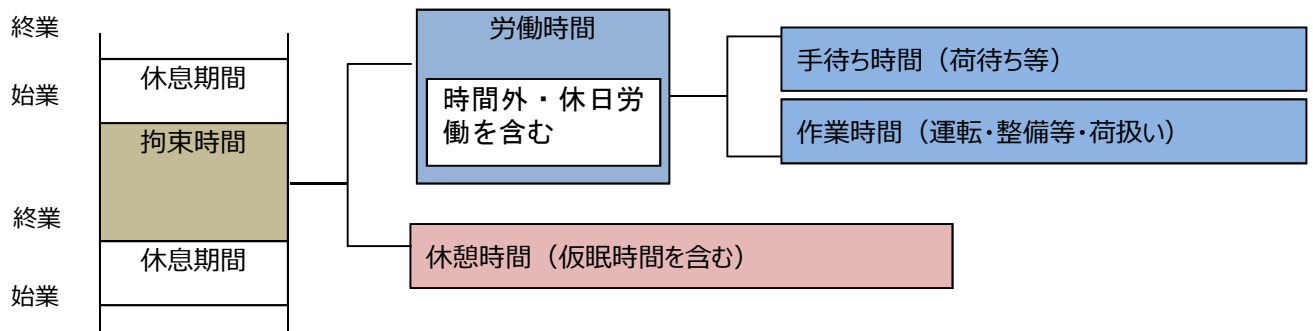 終業
休息期間
始業
拘束時間
終業
休息期間
始業
労働時間
時間外・休日労
働を含む
手待ち時間（荷待ち等）
作業時間（運転・整備等・荷扱い）
休憩時間（仮眠時間を含む）